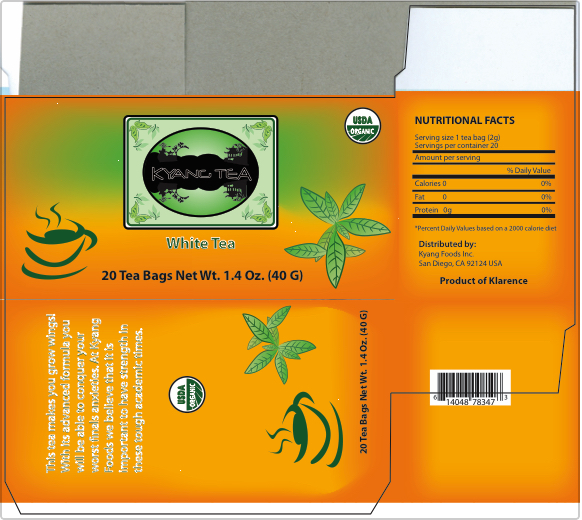 KYANG TEA
USDA
ORGANIC
White Tea
20 Tea Bags Net Wt. 1.4 Oz. (40 G)
NUTRITIONAL FACTS
Serving size 1 tea bag (2g)
Servings per container 20
Amount per serving
% Daily Value
Calories 0 0%
Fat 0 0%
Protein 0g 0%
*Percent Daily Values based on a 2000 calorie diet
Distributed by:
Kyang Foods Inc.
San Diego, CA 92124 USA
Product of Klarence
This tea makes you grow wings!
With its advanced formula you
will be able to conquer your
worst finals anxieties. At Kyang
Foods we believe that it is
important to have strength in
these tough academic times.
USDA
ORGANIC
20 Tea Bags Net Wt. 1.4 Oz. (40 G)
6 14048 78347 3